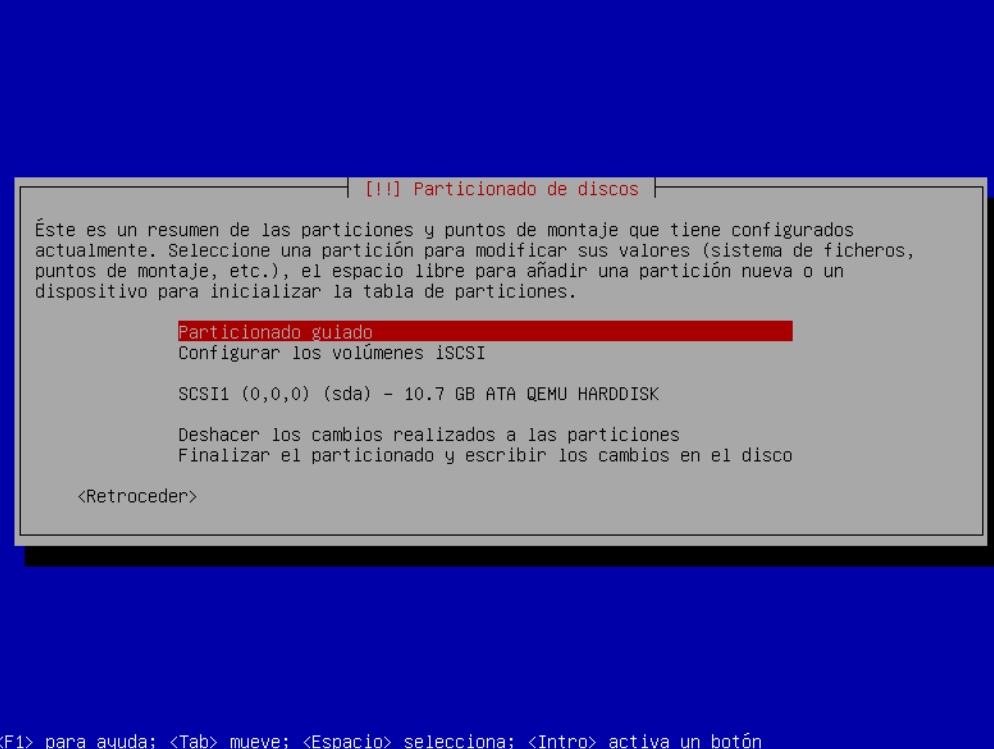 [!!] Particionado de discos
Éste es un resumen de las particiones y puntos de montaje que tiene configurados
actualmente. Seleccione una partición para modificar sus valores (sistema de ficheros,
puntos de montaje, etc.), el espacio libre para añadir una partición nueva o un
dispositivo para inicializar la tabla de particiones.
Particionado guiado
Configurar los volúmenes iSCSI
SCSI1 (0,0,0) (sda) - 10.7 GB ATA QEMU HARDDISK
Deshacer los cambios realizados a las particiones
Finalizar el particionado y escribir los cambios en el disco
<Retroceder>
<F1> para ayuda; <Tab> mueve; <Espacio> selecciona; <Intro> activa un botón